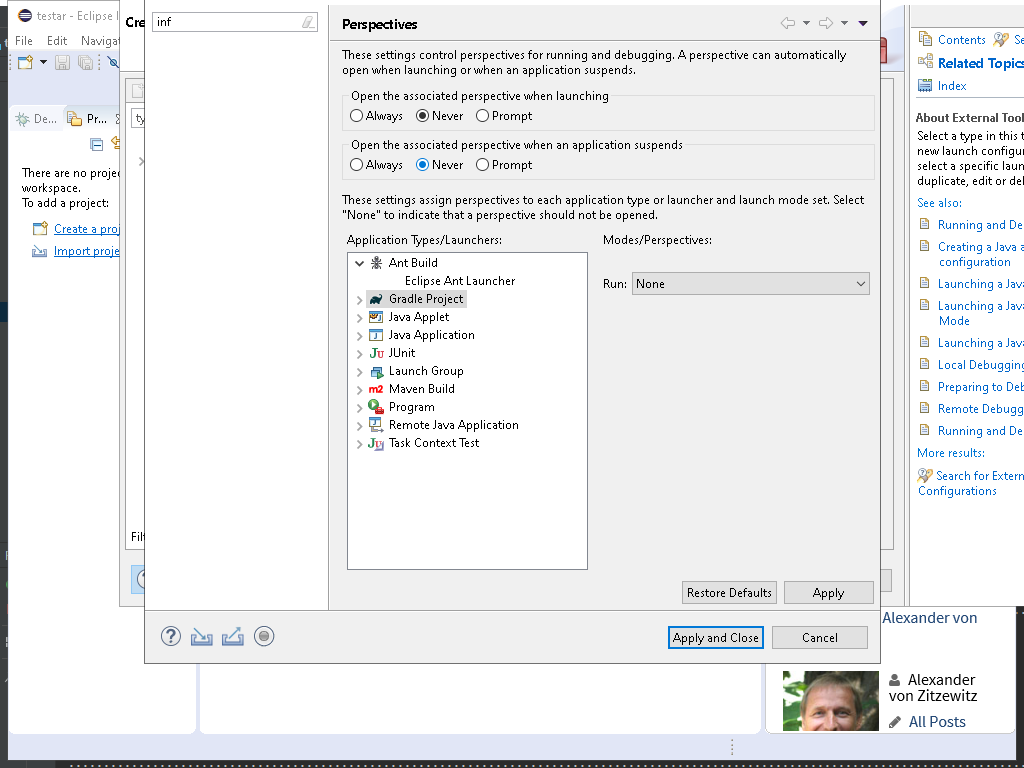 testar - Eclipse I
File Edit Navigat
De... Pr...
There are no proje
workspace.
To add a project:
Create a proj
Import proje
Cre
ty
Filt
inf
Perspectives
These settings control perspectives for running and debugging. A perspective can automatically
open when launching or when an application suspends.
Open the associated perspective when launching
Always Never Prompt
Open the associated perspective when an application suspends
Always Never Prompt
These settings assign perspectives to each application type or launcher and launch mode set. Select
"None" to indicate that a perspective should not be opened.
Application Types/Launchers: Modes/Perspectives:
Ant Build
Eclipse Ant Launcher
Run: None
Gradle Project
Java Applet
Java Application
JUnit
Launch Group
Maven Build
Program
Remote Java Application
Task Context Test
Restore Defaults Apply
Apply and Close Cancel
Contents Se
Related Topics
Index
About External Tool
Select a type in this t
new launch configur
select a specific laun
duplicate, edit or del
See also:
Running and De
Creating a Java a
configuration
Launching a Java
Launching a Java
Mode
Launching a Java
Local Debugging
Preparing to Deb
Remote Debugg
Running and De
More results:
Search for Extern
Configurations
Alexander von
Alexander
von Zitzewitz
All Posts